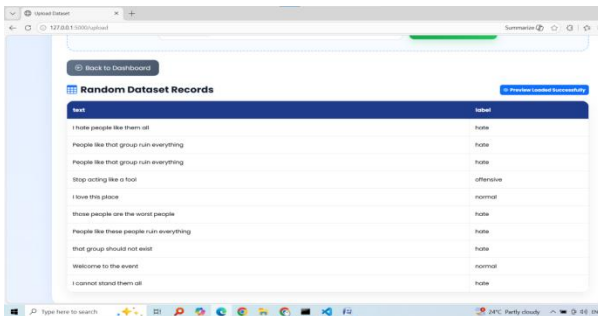 Upload Dataset
127.0.0.1:5000/upload
Summarize
Back to Dashboard
Random Dataset Records
Preview Loaded Successfully
text label
I hate people like them all hate
People like that group ruin everything hate
People like that group ruin everything hate
Stop acting like a fool offensive
I love this place normal
those people are the worst people hate
People like these people ruin everything hate
that group should not exist hate
Welcome to the event normal
I cannot stand them all hate
Type here to search
24°C Partly cloudy